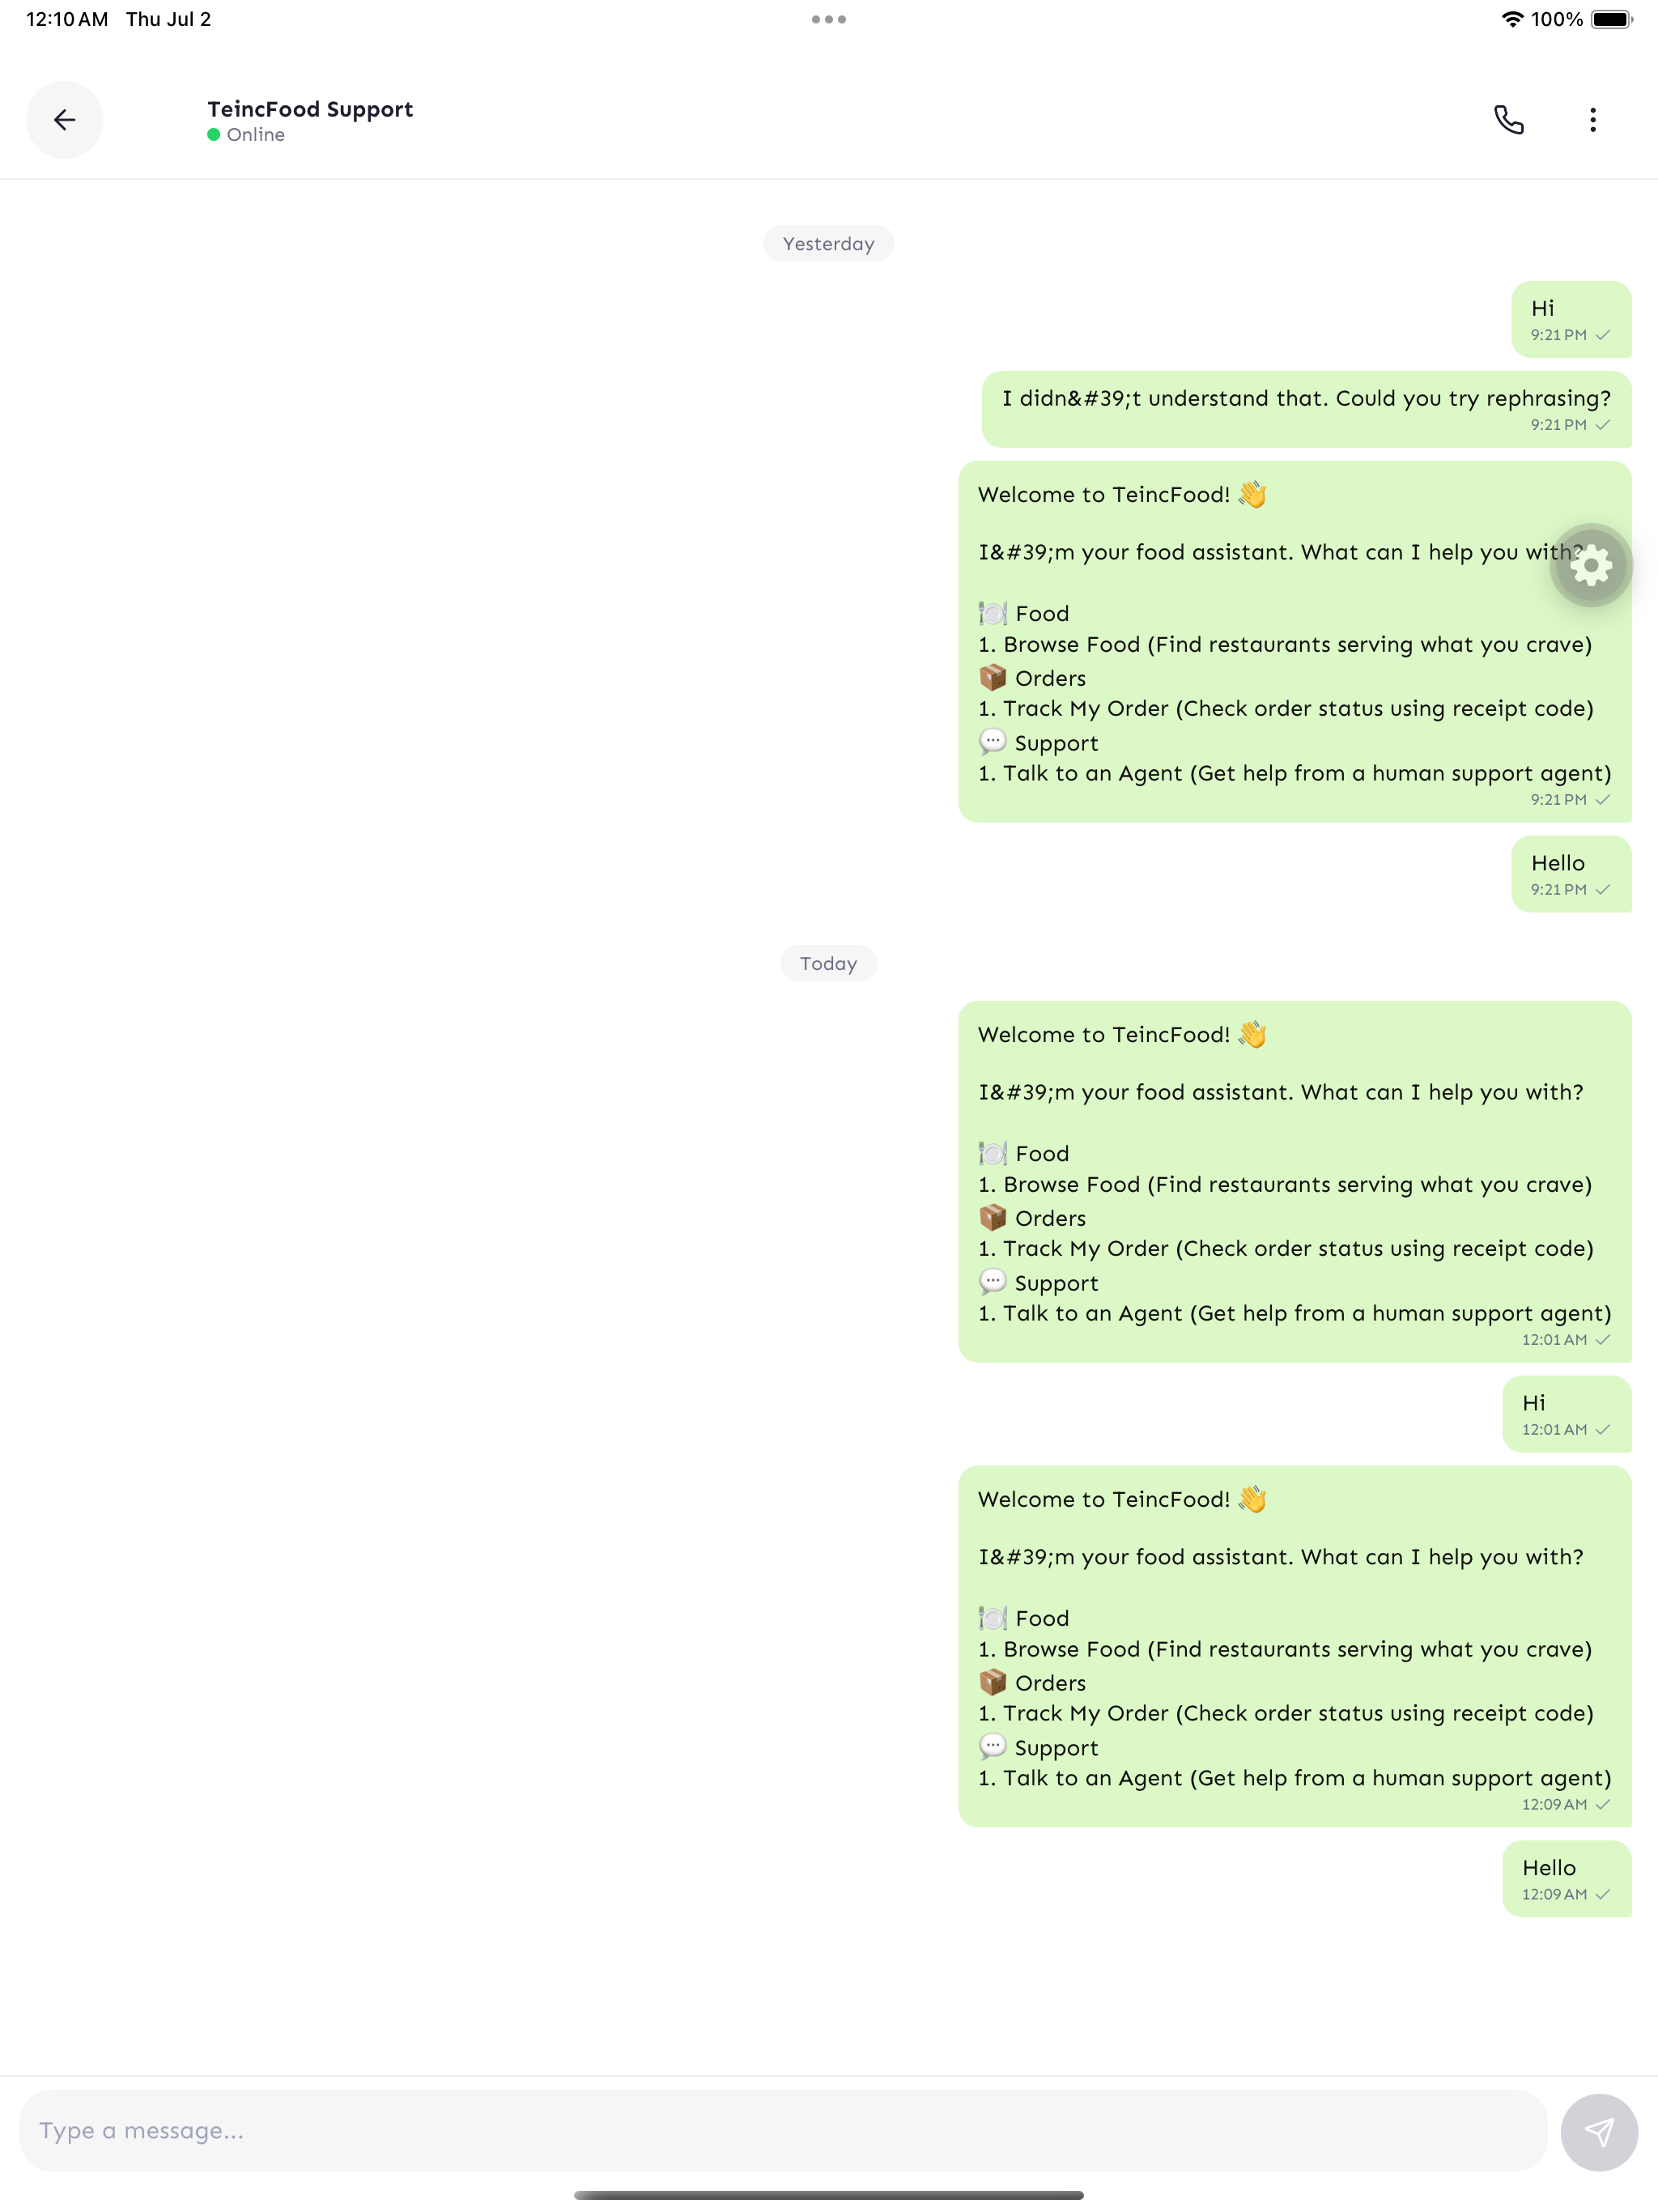 12:10 AM Thu Jul 2
100%
TeincFood Support
Online
Yesterday
Hi
9:21 PM
I didn&#39;t understand that. Could you try rephrasing?
9:21 PM
Welcome to TeincFood! 👋
I&#39;m your food assistant. What can I help you with?
🍽️ Food
1. Browse Food (Find restaurants serving what you crave)
📦 Orders
1. Track My Order (Check order status using receipt code)
💬 Support
1. Talk to an Agent (Get help from a human support agent)
9:21 PM
Hello
9:21 PM
Today
Welcome to TeincFood! 👋
I&#39;m your food assistant. What can I help you with?
🍽️ Food
1. Browse Food (Find restaurants serving what you crave)
📦 Orders
1. Track My Order (Check order status using receipt code)
💬 Support
1. Talk to an Agent (Get help from a human support agent)
12:01 AM
Hi
12:01 AM
Welcome to TeincFood! 👋
I&#39;m your food assistant. What can I help you with?
🍽️ Food
1. Browse Food (Find restaurants serving what you crave)
📦 Orders
1. Track My Order (Check order status using receipt code)
💬 Support
1. Talk to an Agent (Get help from a human support agent)
12:09 AM
Hello
12:09 AM
Type a message...